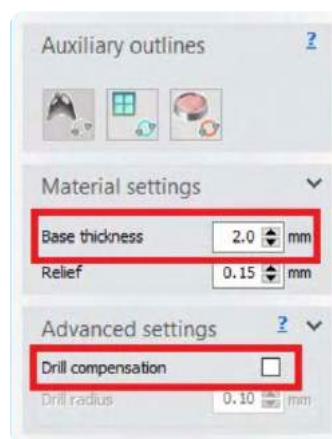 Auxiliary outlines ?
Material settings
Base thickness 2.0 mm
Relief 0.15 mm
Advanced settings ?
Drill compensation
Drill radius 0.10 mm